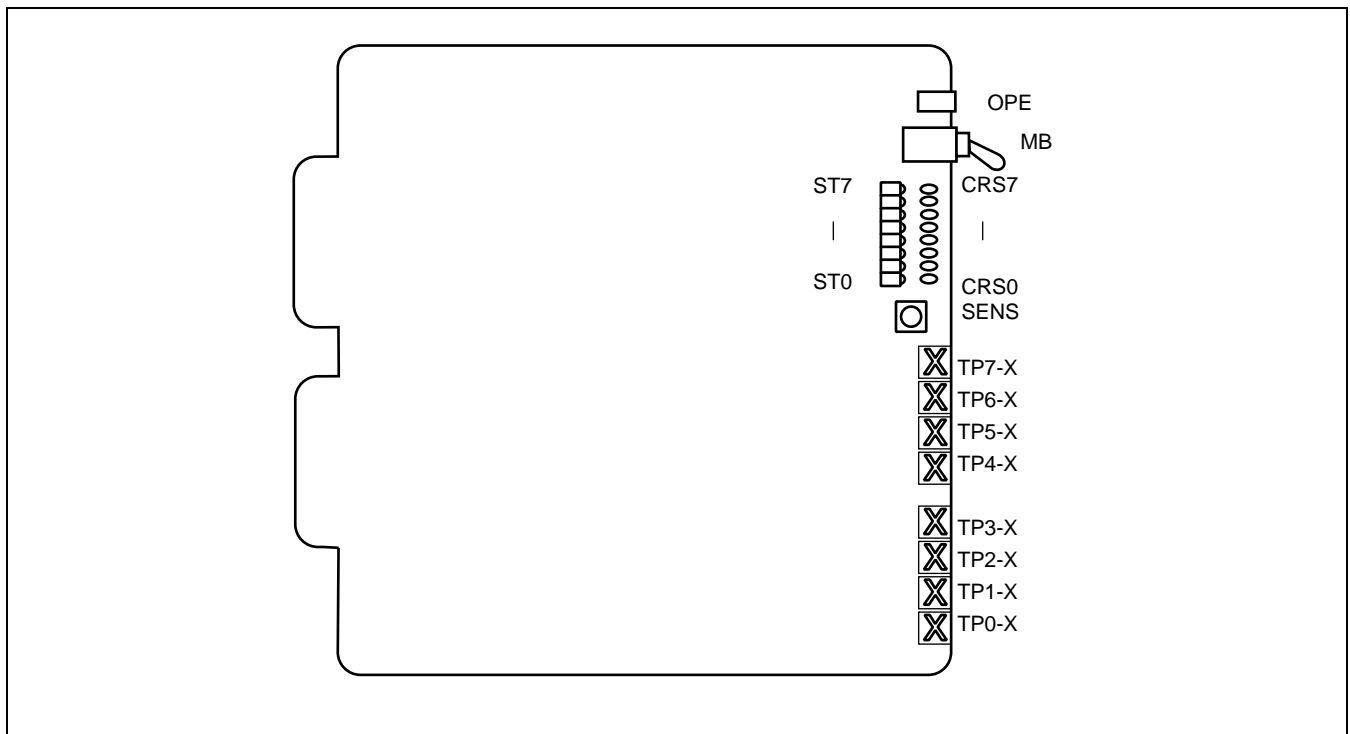 OPE
MB
ST7 CRS7
| |
ST0 CRS0
SENS
TP7-X
TP6-X
TP5-X
TP4-X
TP3-X
TP2-X
TP1-X
TP0-X